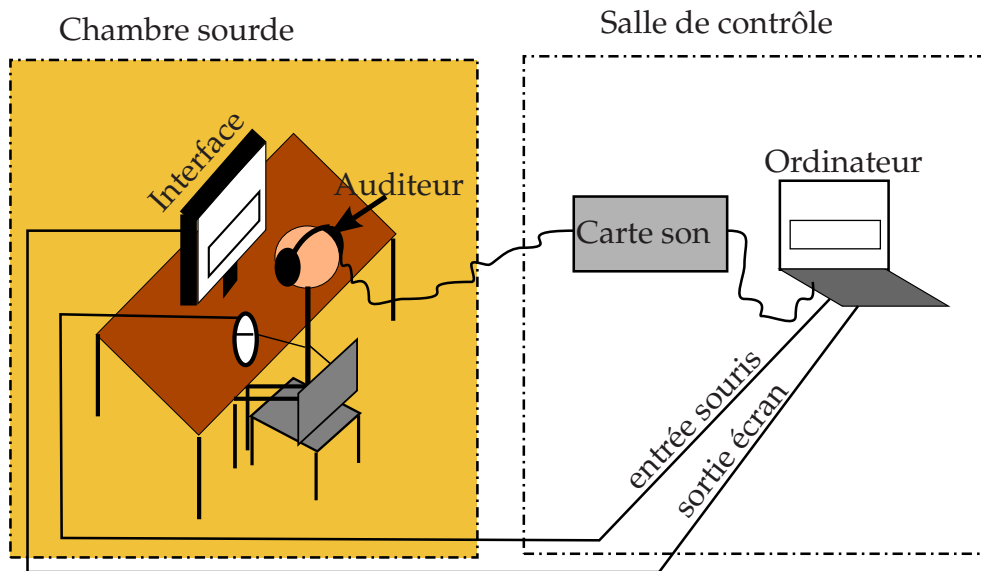 Chambre sourde
Salle de contrôle
Interface
Auditeur
Carte son
Ordinateur
entrée souris
sortie écran